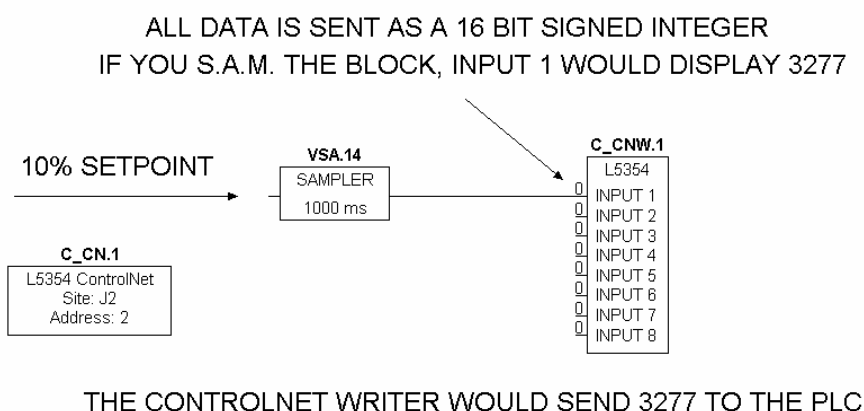 ALL DATA IS SENT AS A 16 BIT SIGNED INTEGER
IF YOU S.A.M. THE BLOCK, INPUT 1 WOULD DISPLAY 3277
10% SETPOINT
VSA.14
SAMPLER
1000 ms
C_CNW.1
L5354
0 INPUT 1
0 INPUT 2
0 INPUT 3
0 INPUT 4
0 INPUT 5
0 INPUT 6
0 INPUT 7
0 INPUT 8
C_CN.1
L5354 ControlNet
Site: J2
Address: 2
THE CONTROLNET WRITER WOULD SEND 3277 TO THE PLC